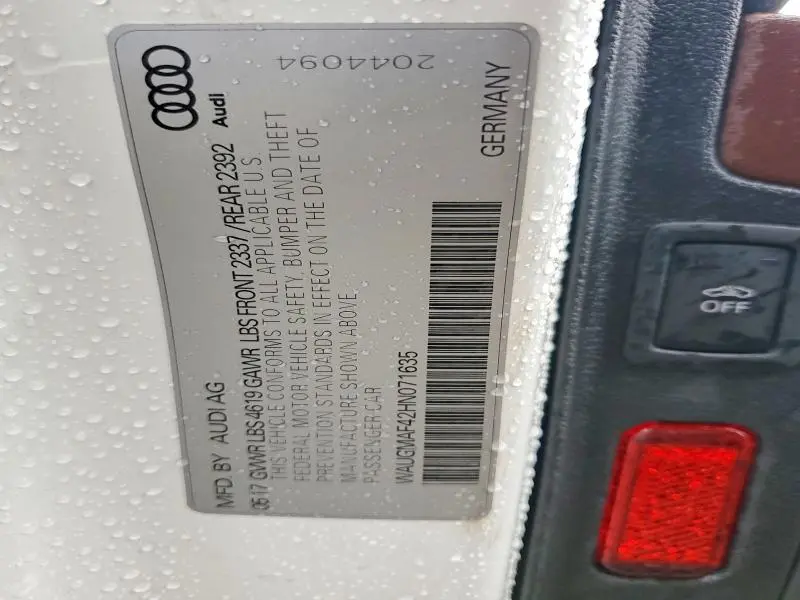 MFD. BY AUDI AG
05 17 GVWR LBS 4619 GAWR LBS FRONT 2337 / REAR 2392
Audi
THIS VEHICLE CONFORMS TO ALL APPLICABLE U.S.
FEDERAL MOTOR VEHICLE SAFETY, BUMPER AND THEFT
PREVENTION STANDARDS IN EFFECT ON THE DATE OF
MANUFACTURE SHOWN ABOVE
PASSENGER CAR
WAUGMAF42HN071635
2044094
GERMANY
OFF